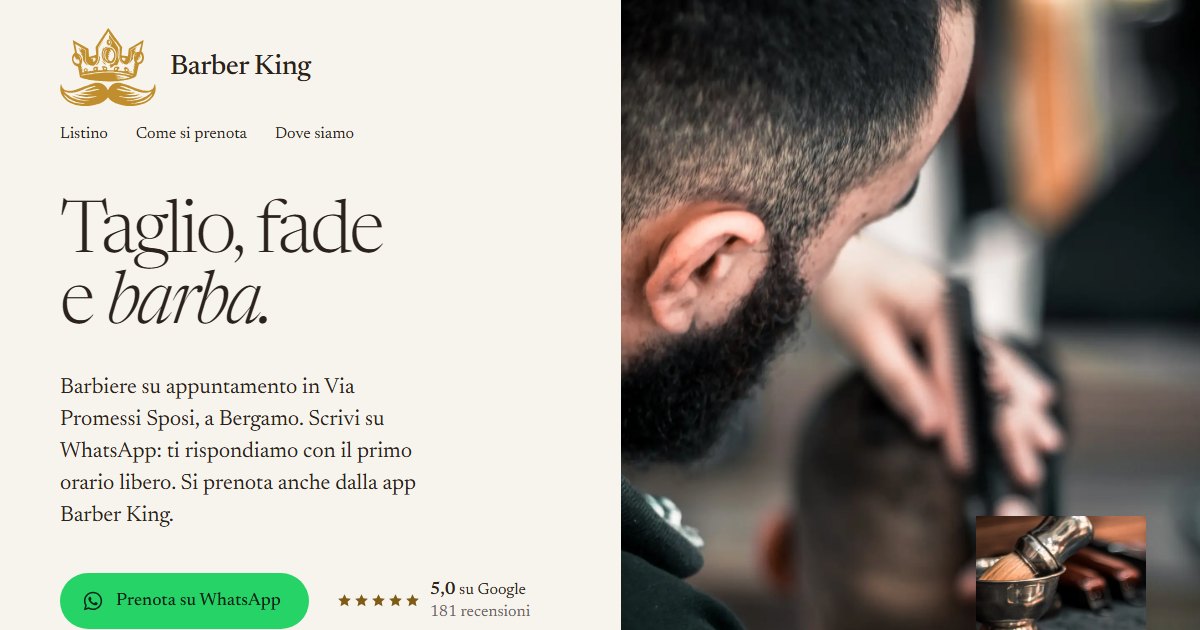 Barber King
Listino Come si prenota Dove siamo
Taglio, fade
e barba.
Barbiere su appuntamento in Via
Promessi Sposi, a Bergamo. Scrivi su
WhatsApp: ti rispondiamo con il primo
orario libero. Si prenota anche dalla app
Barber King.
Prenota su WhatsApp
5,0 su Google
181 recensioni